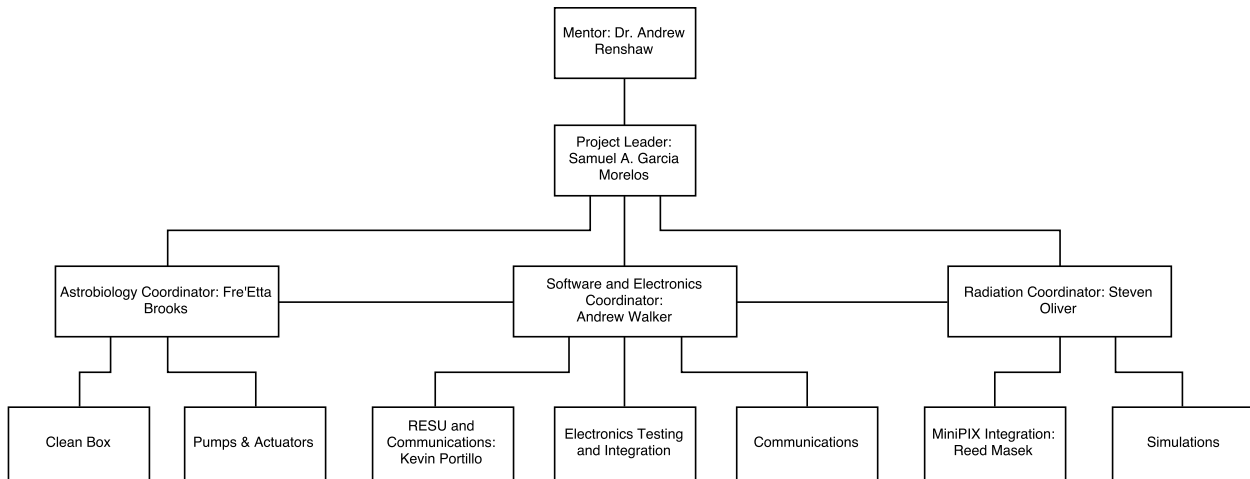 Mentor: Dr. Andrew
Renshaw
Project Leader:
Samuel A. Garcia
Morelos
Astrobiology Coordinator: Fre'Etta
Brooks
Software and Electronics
Coordinator:
Andrew Walker
Radiation Coordinator: Steven
Oliver
Clean Box
Pumps & Actuators
RESU and
Communications:
Kevin Portillo
Electronics Testing
and Integration
Communications
MiniPIX Integration:
Reed Masek
Simulations